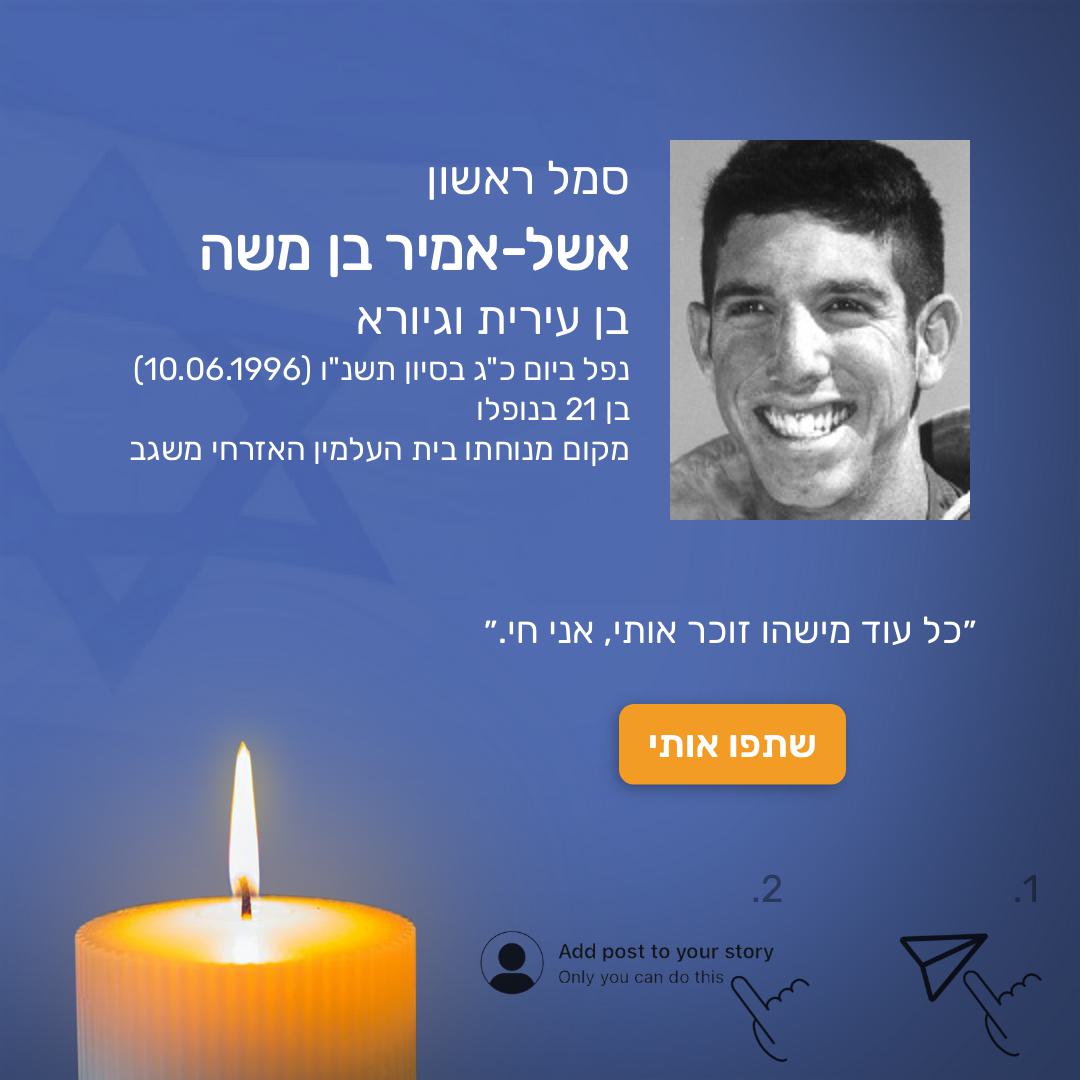 סמל ראשון
אשל-אמיר בן משה
בן עירית וגיורא
נפל ביום כ"ג בסיון תשנ"ו (10.06.1996)
בן 21 בנופלו
מקום מנוחתו בית העלמין האזרחי משגב
״כל עוד מישהו זוכר אותי, אני חי.״
שתפו אותי
.1
.2
Add post to your story
Only you can do this